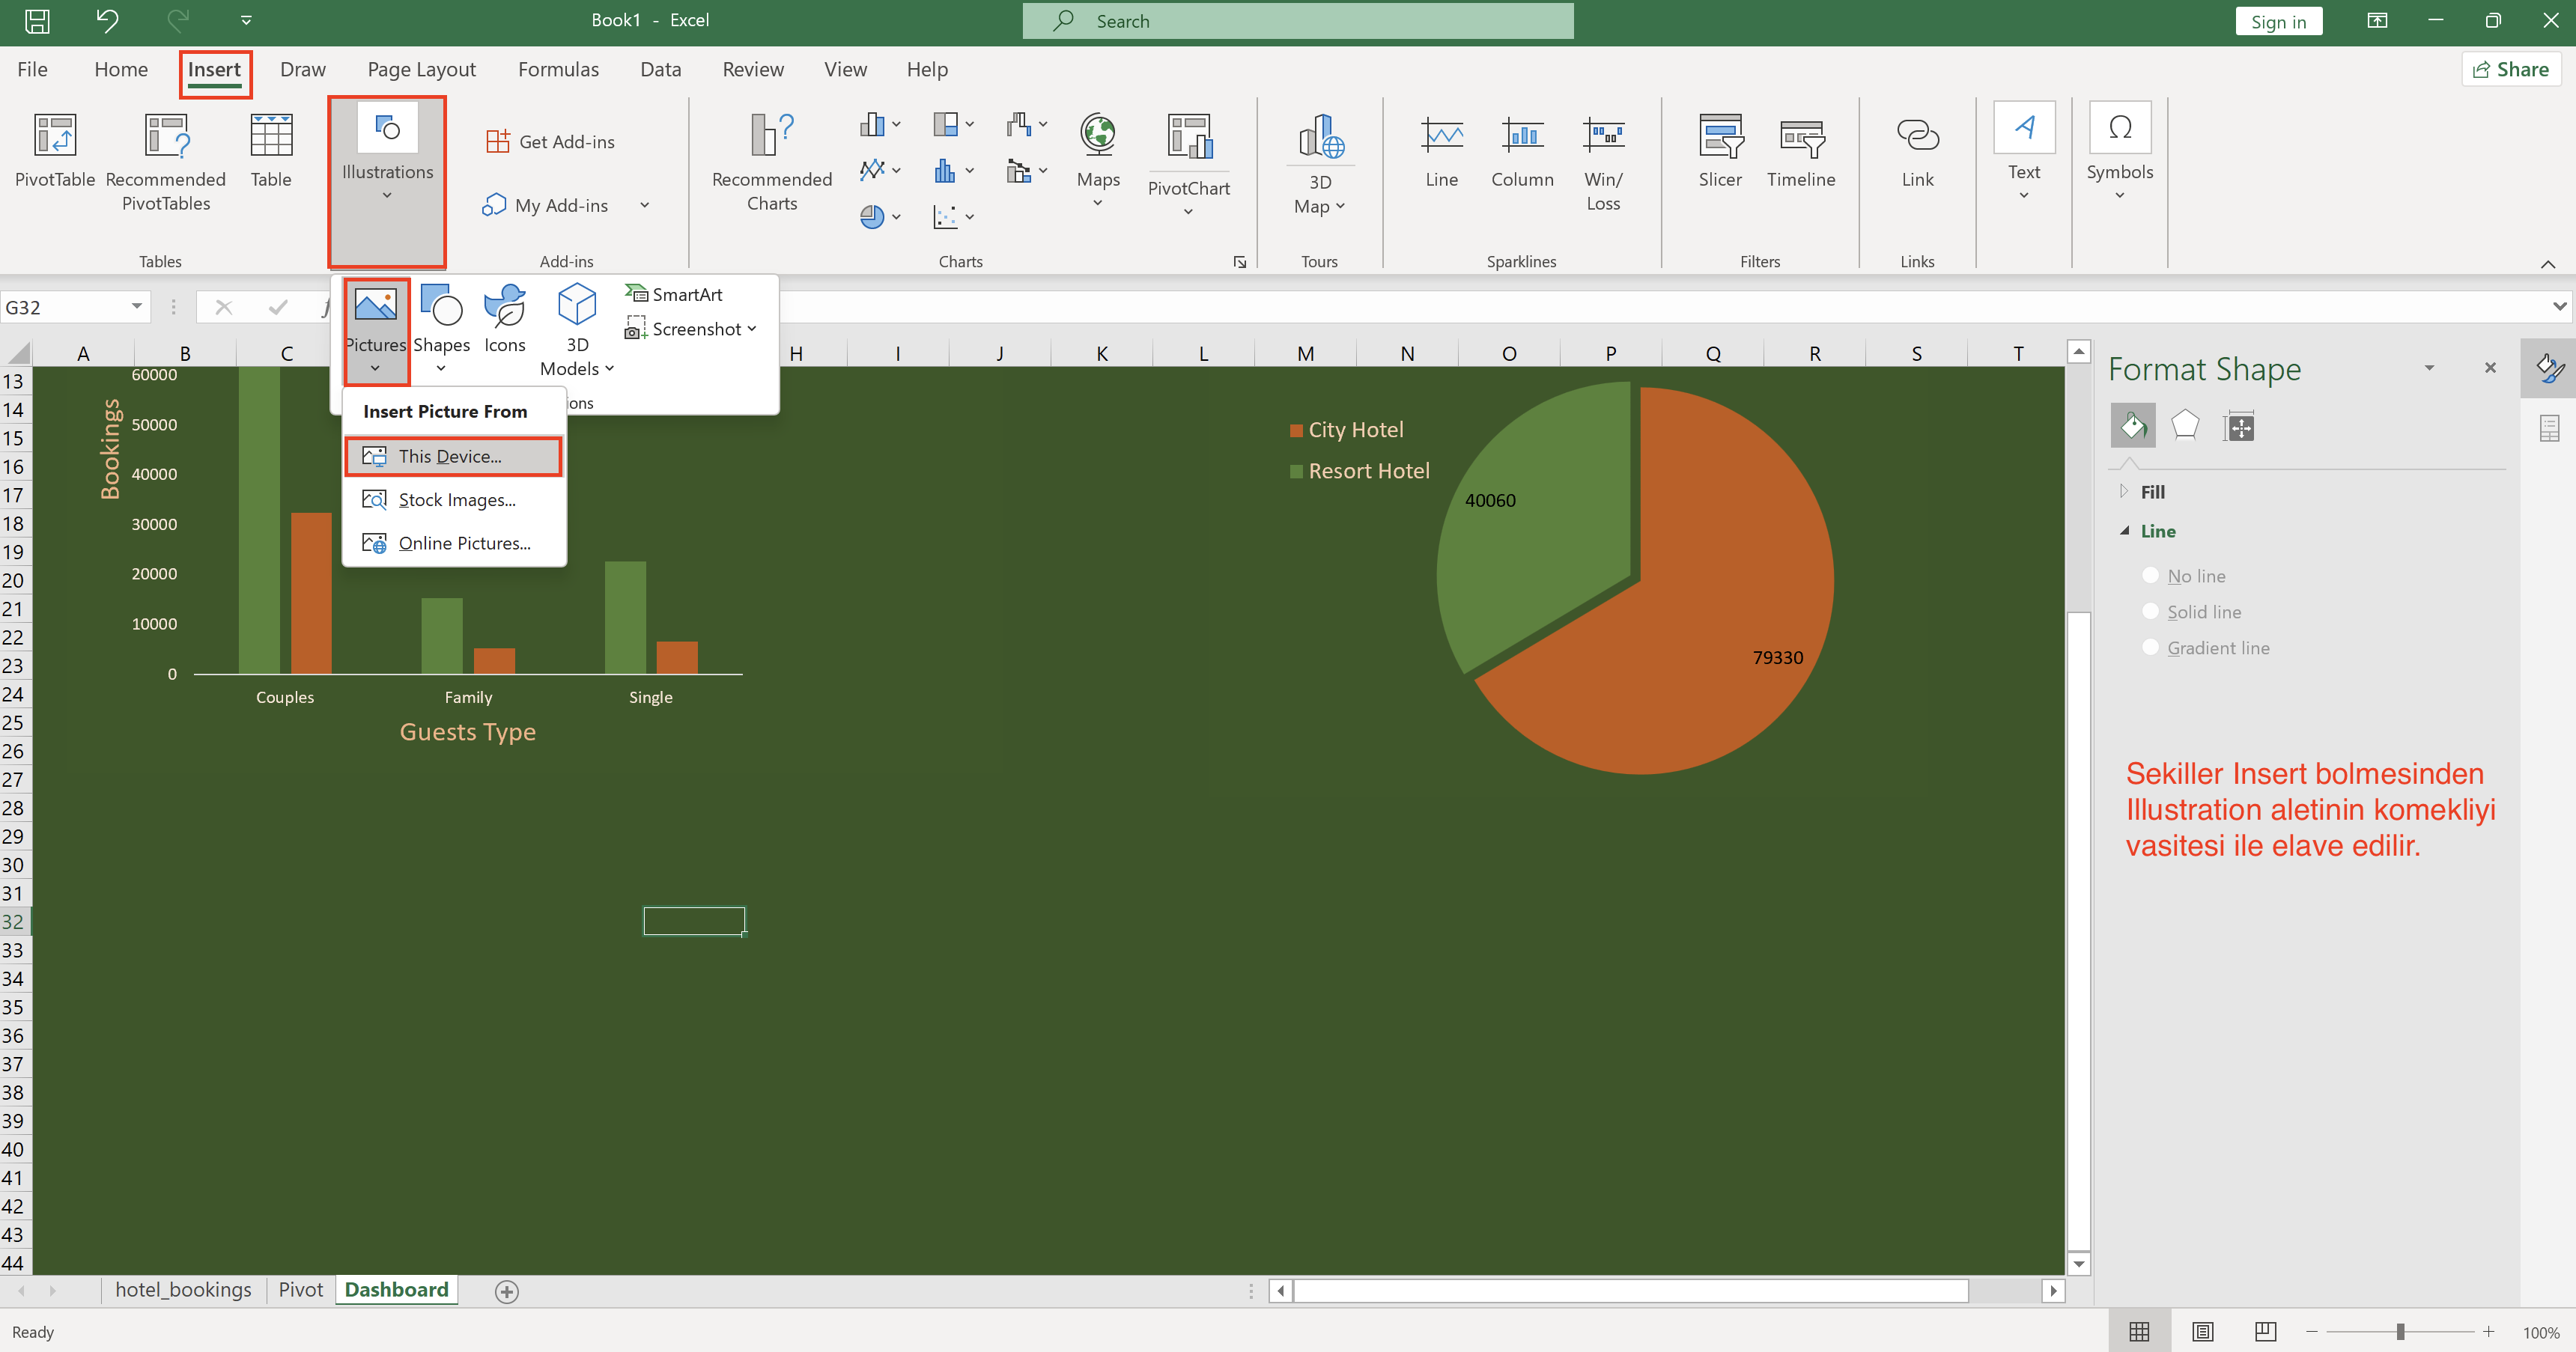 Book1 - Excel
Search
Sign in
File Home Insert Draw Page Layout Formulas Data Review View Help
Share
PivotTable
Recommended
PivotTables
Table
Tables
Illustrations
Get Add-ins
My Add-ins
Add-ins
Recommended
Charts
Maps
PivotChart
Charts
3D
Map
Tours
Line
Column
Win/
Loss
Sparklines
Slicer
Timeline
Filters
Link
Links
Text
Symbols
G32
Pictures
Shapes
Icons
3D
Models
SmartArt
Screenshot
ions
Insert Picture From
This Device...
Stock Images...
Online Pictures...
A B C H I J K L M N O P Q R S T
13
14
15
16
17
18
19
20
21
22
23
24
25
26
27
28
29
30
31
32
33
34
35
36
37
38
39
40
41
42
43
44
Bookings
60000
50000
40000
30000
20000
10000
0
Couples Family Single
Guests Type
City Hotel
Resort Hotel
40060
79330
Format Shape
Fill
Line
No line
Solid line
Gradient line
Sekiller Insert bolmesinden
Illustration aletinin komekliyi
vasitesi ile elave edilir.
hotel_bookings Pivot Dashboard
Ready
100%